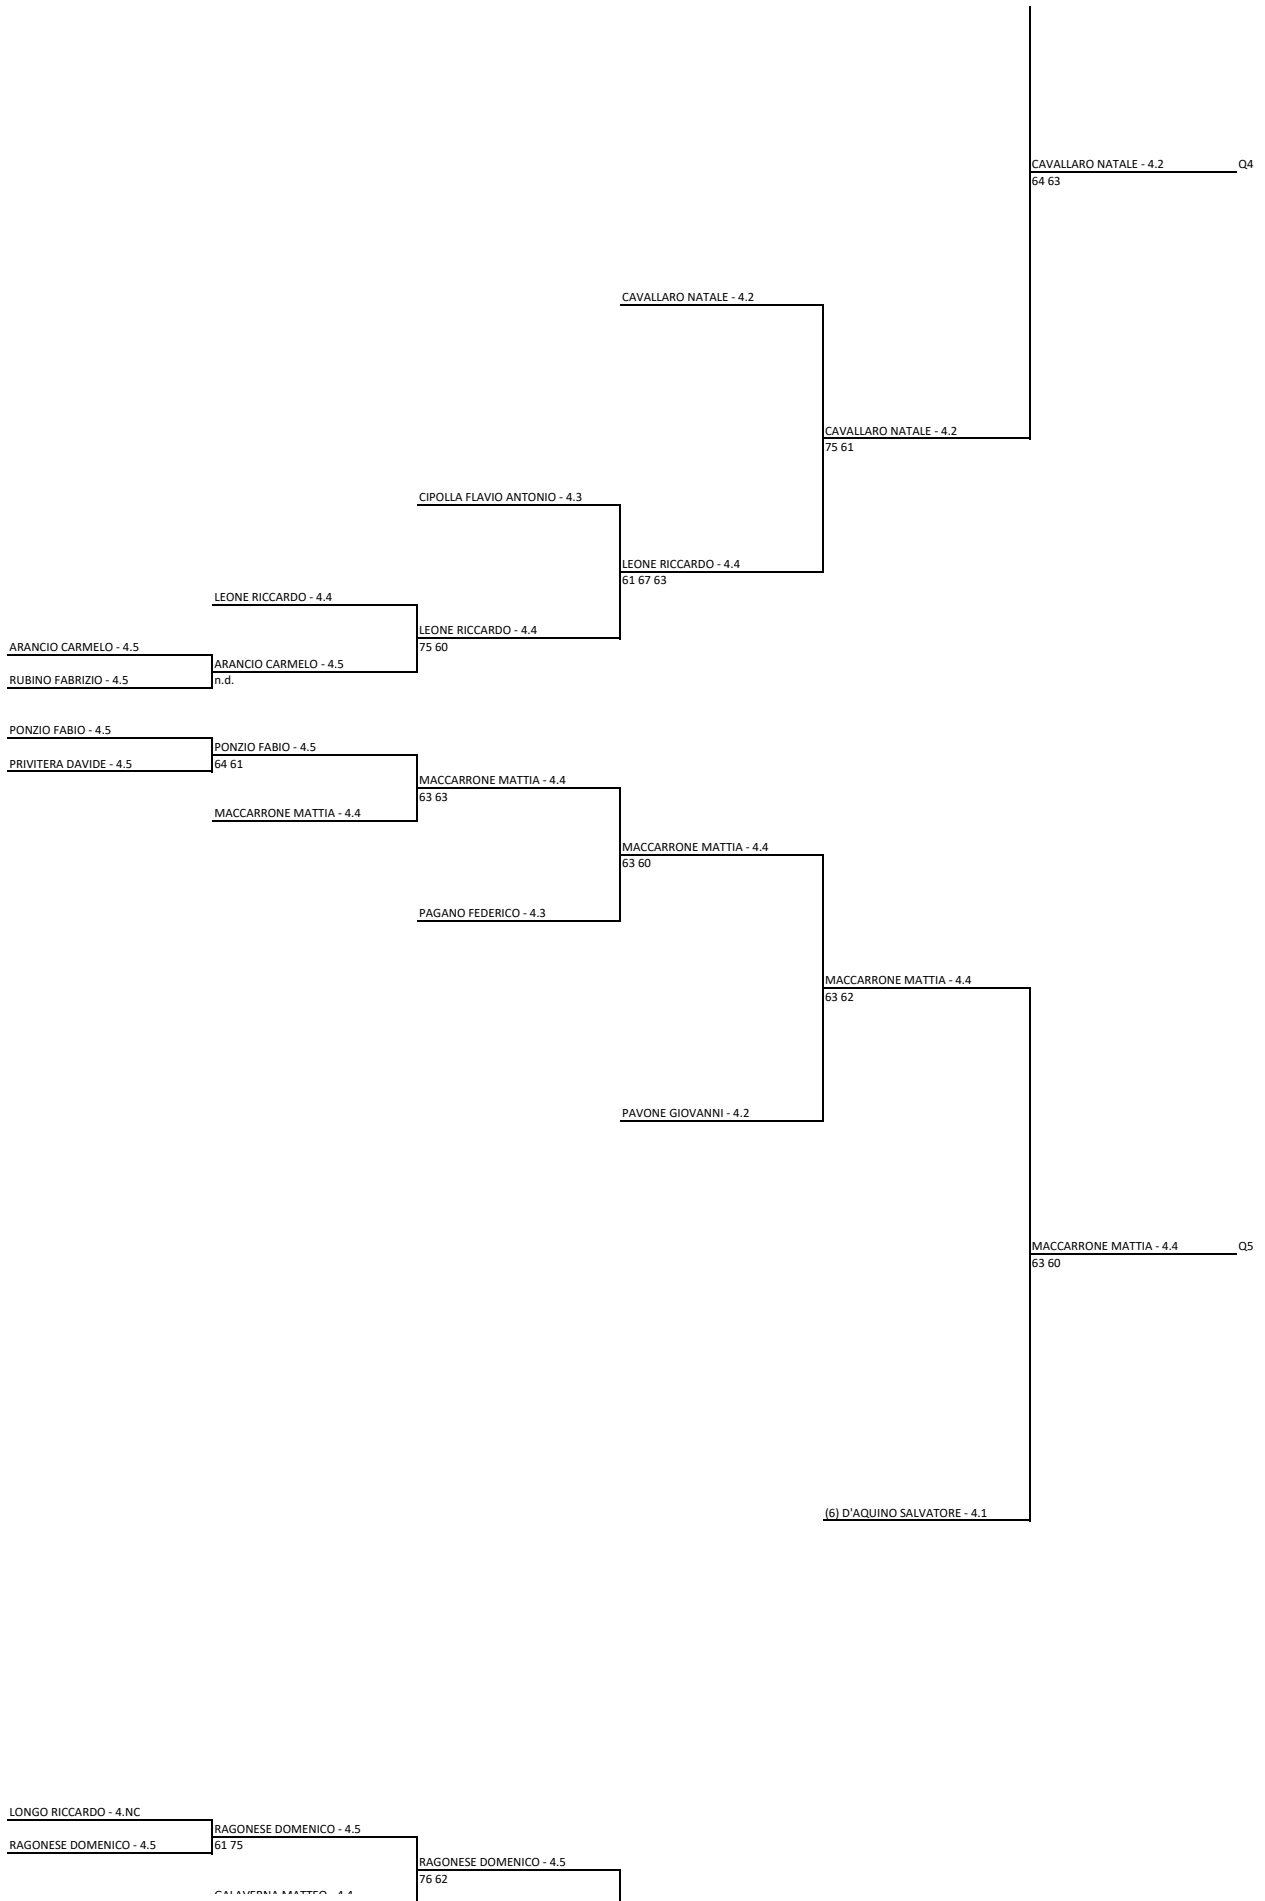 CAVALLARO NATALE - 4.2 Q4
64 63
CAVALLARO NATALE - 4.2
CAVALLARO NATALE - 4.2
75 61
CIPOLLA FLAVIO ANTONIO - 4.3
LEONE RICCARDO - 4.4
61 67 63
LEONE RICCARDO - 4.4
LEONE RICCARDO - 4.4
75 60
ARANCIO CARMELO - 4.5
ARANCIO CARMELO - 4.5
n.d.
RUBINO FABRIZIO - 4.5
PONZIO FABIO - 4.5
PONZIO FABIO - 4.5
64 61
PRIVITERA DAVIDE - 4.5
MACCARRONE MATTIA - 4.4
63 63
MACCARRONE MATTIA - 4.4
MACCARRONE MATTIA - 4.4
63 60
PAGANO FEDERICO - 4.3
MACCARRONE MATTIA - 4.4
63 62
PAVONE GIOVANNI - 4.2
MACCARRONE MATTIA - 4.4 Q5
63 60
(6) D'AQUINO SALVATORE - 4.1
LONGO RICCARDO - 4.NC
RAGONESE DOMENICO - 4.5
61 75
RAGONESE DOMENICO - 4.5
RAGONESE DOMENICO - 4.5
76 62
GALAVERNA MATTEO - 4.4